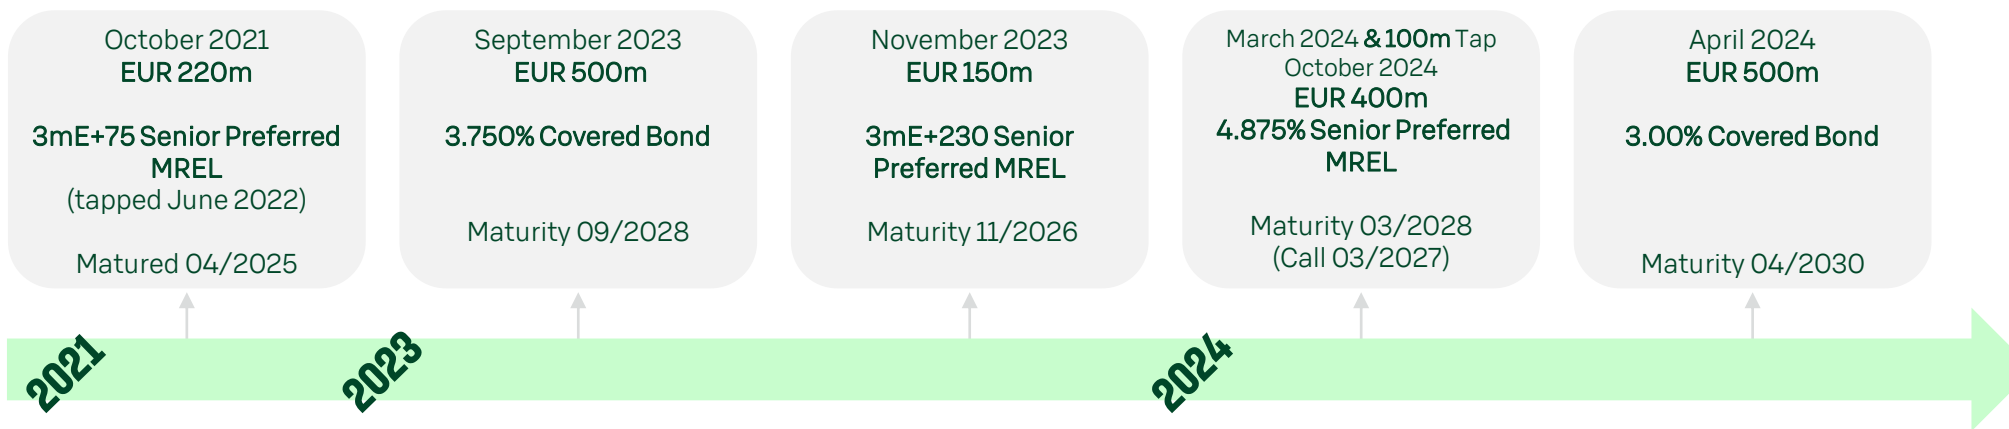 October 2021
EUR 220m
3mE+75 Senior Preferred
MREL
(tapped June 2022)
Matured 04/2025
September 2023
EUR 500m
3.750% Covered Bond
Maturity 09/2028
November 2023
EUR 150m
3mE+230 Senior
Preferred MREL
Maturity 11/2026
March 2024 & 100m Tap
October 2024
EUR 400m
4.875% Senior Preferred
MREL
Maturity 03/2028
(Call 03/2027)
April 2024
EUR 500m
3.00% Covered Bond
Maturity 04/2030
2021
2023
2024